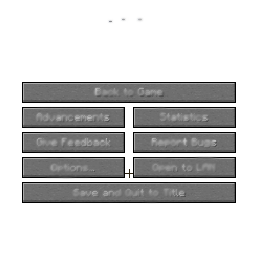 Back to Game
Advancements Statistics
Give Feedback Report Bugs
Options... Open to LAN
Save and Quit to Title